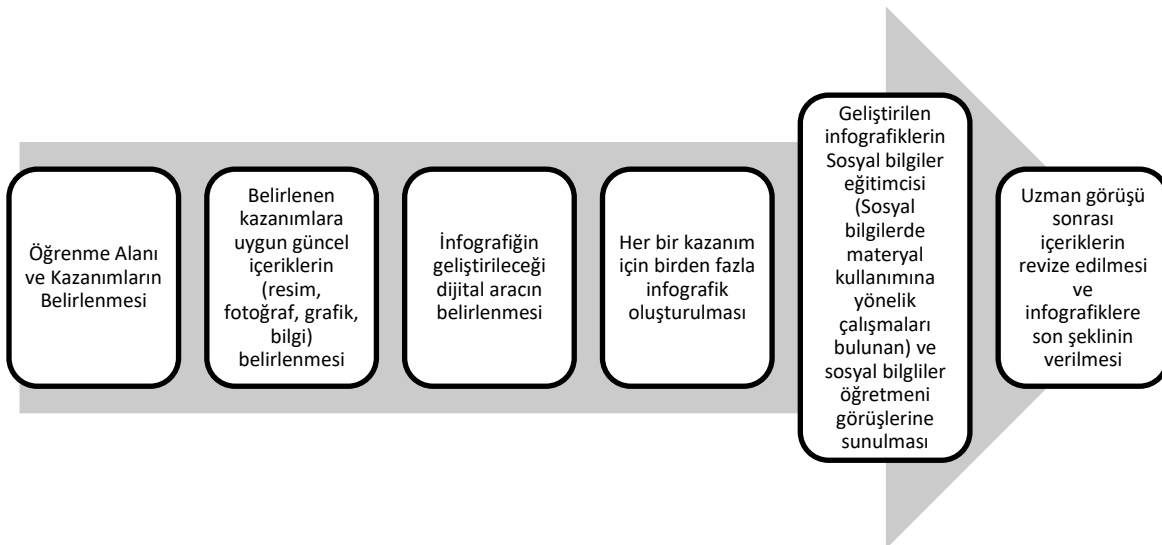 Öğrenme Alanı
ve Kazanımların
Belirlenmesi
Belirlenen
kazanımlara
uygun güncel
içeriklerin
(resim,
fotoğraf, grafik,
bilgi)
belirlenmesi
İnfografiğin
geliştirileceği
dijital aracın
belirlenmesi
Her bir kazanım
için birden fazla
infografik
oluşturulması
Geliştirilen
infografiklerin
Sosyal bilgiler
eğitimcisi
(Sosyal
bilgilerde
materyal
kullanımına
yönelik
çalışmaları
bulunan) ve
sosyal bilgliler
öğretmeni
görüşlerine
sunulması
Uzman görüşü
sonrası
içeriklerin
revize edilmesi
ve
infografiklere
son şeklinin
verilmesi